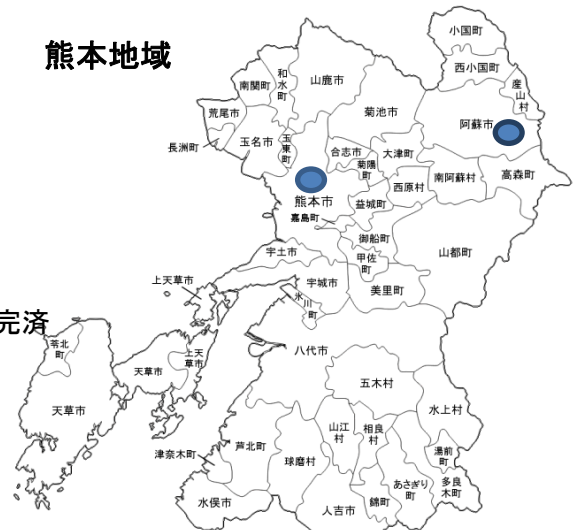 熊本地域
小国町
西小国町
産山村
和水町
南関町
山鹿市
荒尾市
菊池市
阿蘇市
長洲町
玉名市
玉東町
合志市
大津町
菊陽町
南阿蘇村
高森町
西原村
熊本市
益城町
嘉島町
御船町
宇土市
甲佐町
山都町
上天草市
宇城市
美里町
氷川町
完済
苓北町
上天草市
八代市
天草市
五木村
天草市
水上村
山江村
相良村
湯前町
津奈木町
芦北町
球磨村
あさぎり町
多良木町
水俣市
人吉市
錦町